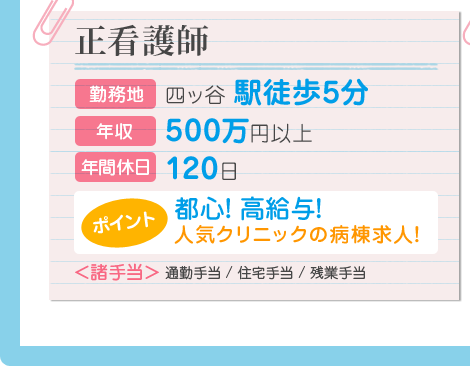 正看護師
勤務地 四ッ谷 駅徒歩5分
年収 500万円以上
年間休日 120日
ポイント 都心! 高給与!
人気クリニックの病棟求人!
<諸手当> 通勤手当 / 住宅手当 / 残業手当